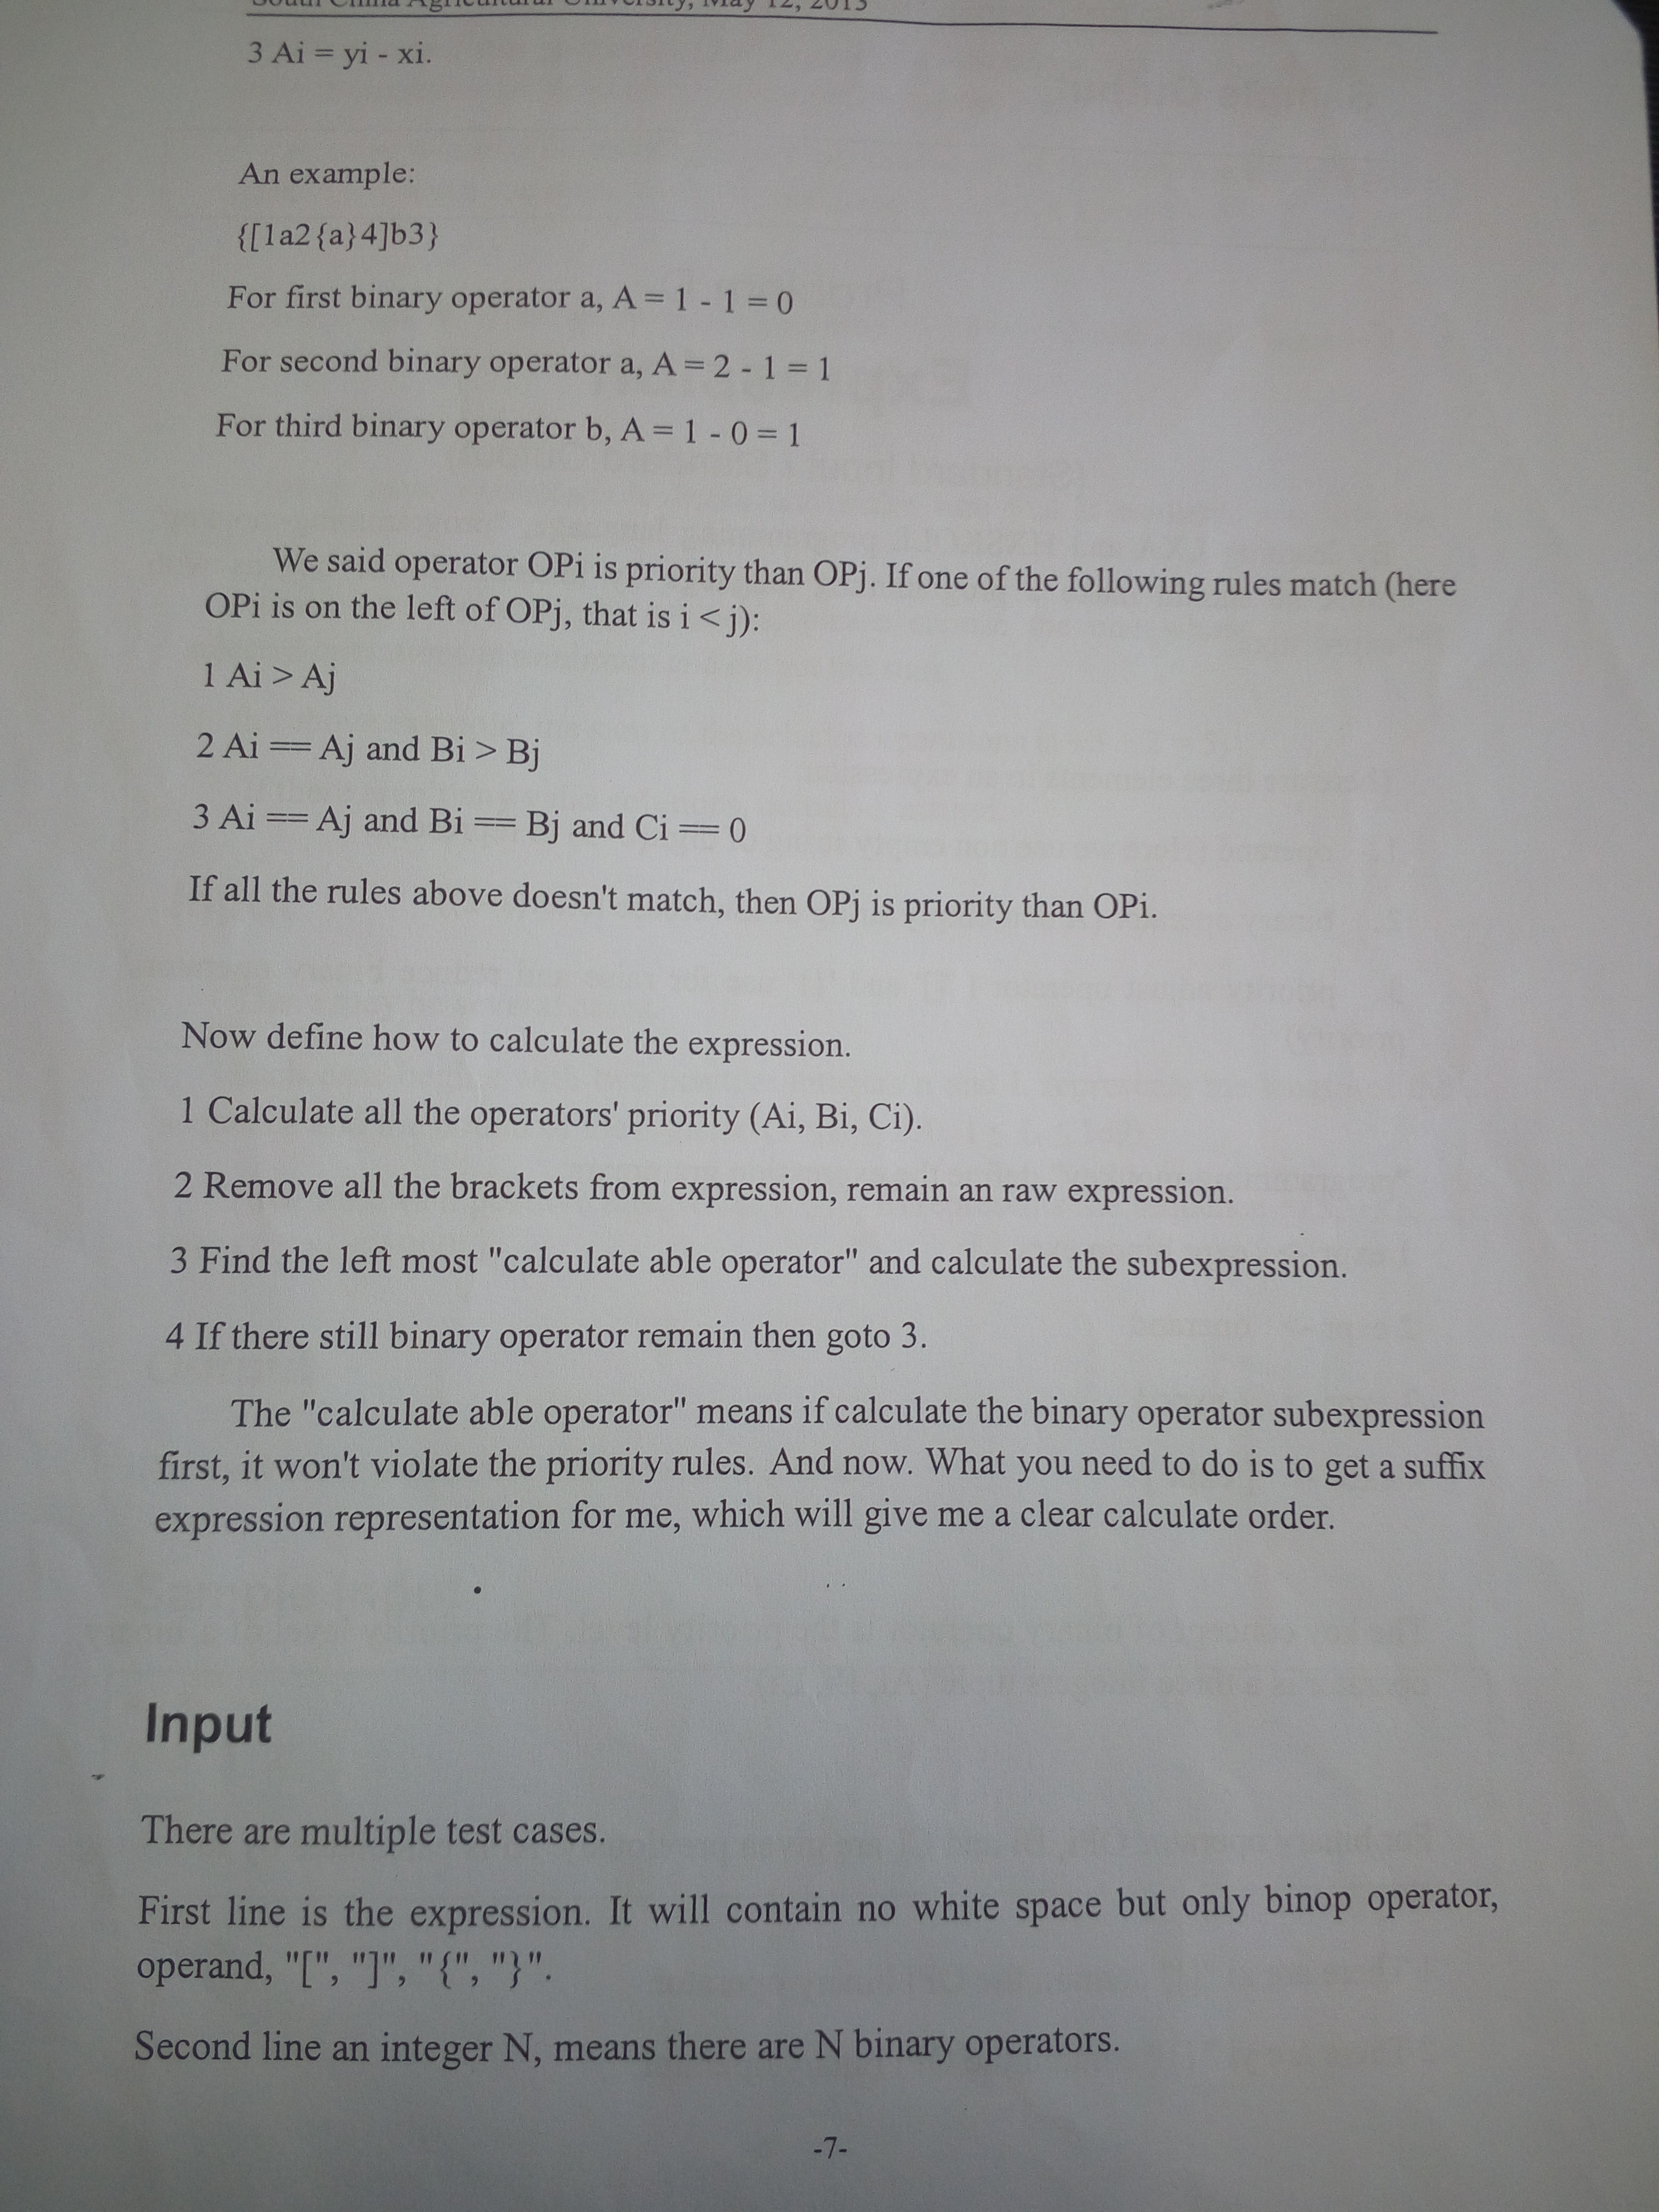 South China Agricultural University, May 12, 2013
3 Ai = yi - xi.
An example:
{[1a2{a}4]b3}
For first binary operator a, A = 1 - 1 = 0
For second binary operator a, A = 2 - 1 = 1
For third binary operator b, A = 1 - 0 = 1
We said operator OPi is priority than OPj. If one of the following rules match (here
OPi is on the left of OPj, that is i < j):
1 Ai > Aj
2 Ai == Aj and Bi > Bj
3 Ai == Aj and Bi == Bj and Ci == 0
If all the rules above doesn't match, then OPj is priority than OPi.
Now define how to calculate the expression.
1 Calculate all the operators' priority (Ai, Bi, Ci).
2 Remove all the brackets from expression, remain an raw expression.
3 Find the left most "calculate able operator" and calculate the subexpression.
4 If there still binary operator remain then goto 3.
The "calculate able operator" means if calculate the binary operator subexpression
first, it won't violate the priority rules. And now. What you need to do is to get a suffix
expression representation for me, which will give me a clear calculate order.
Input
There are multiple test cases.
First line is the expression. It will contain no white space but only binop operator,
operand, "[", "]", "{", "}".
Second line an integer N, means there are N binary operators.
-7-